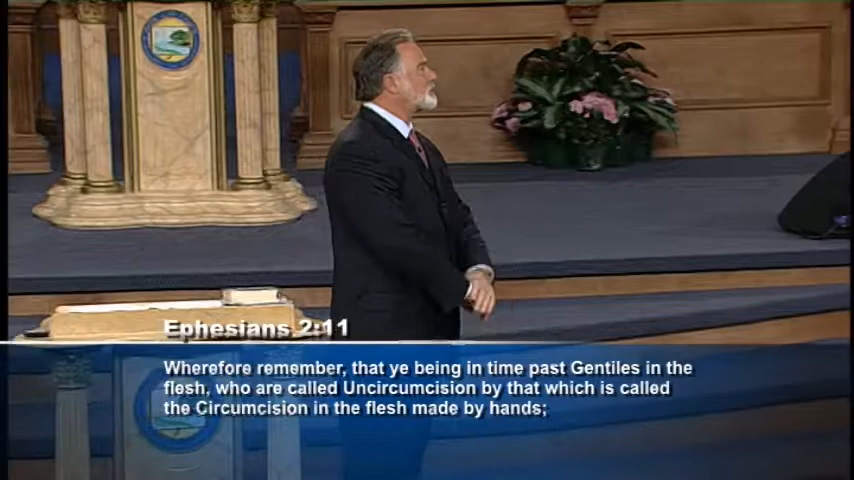 Ephesians 2:11
Wherefore remember, that ye being in time past Gentiles in the
flesh, who are called Uncircumcision by that which is called
the Circumcision in the flesh made by hands;